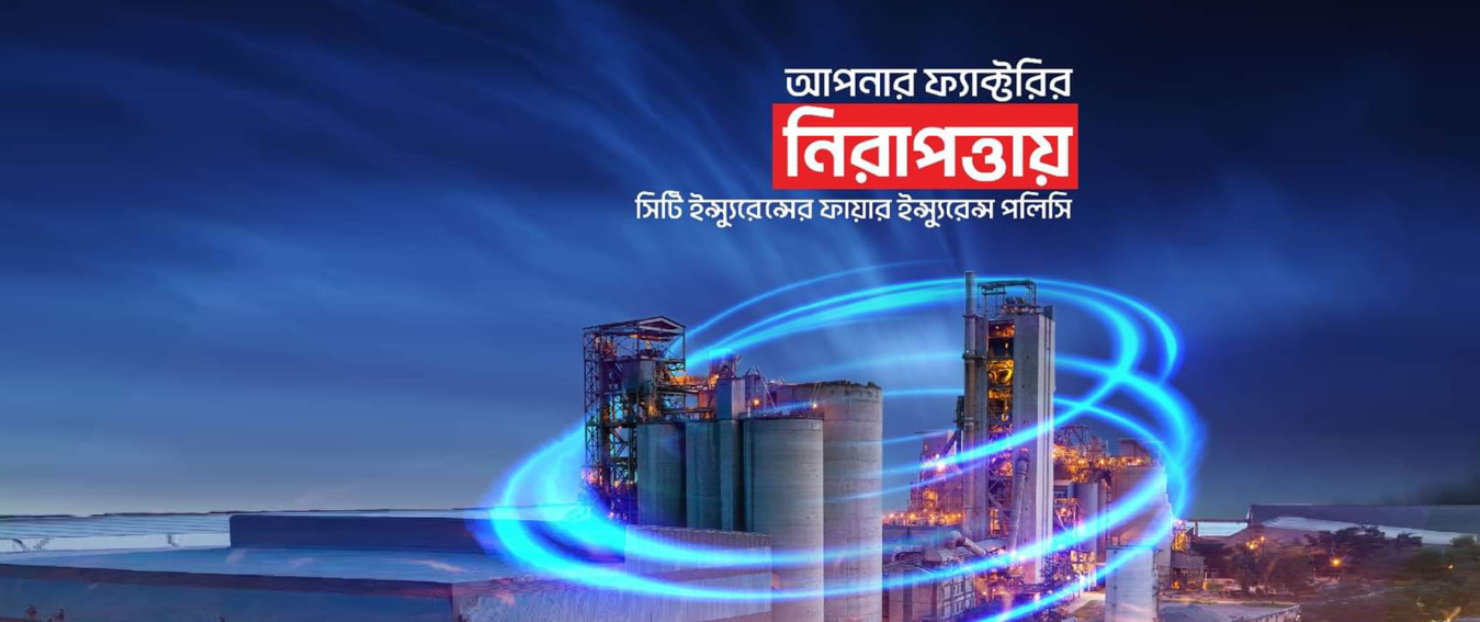 আপনার ফ্যাক্টরির
নিরাপত্তায়
সিটি ইন্স্যুরেন্সের ফায়ার ইন্স্যুরেন্স পলিসি